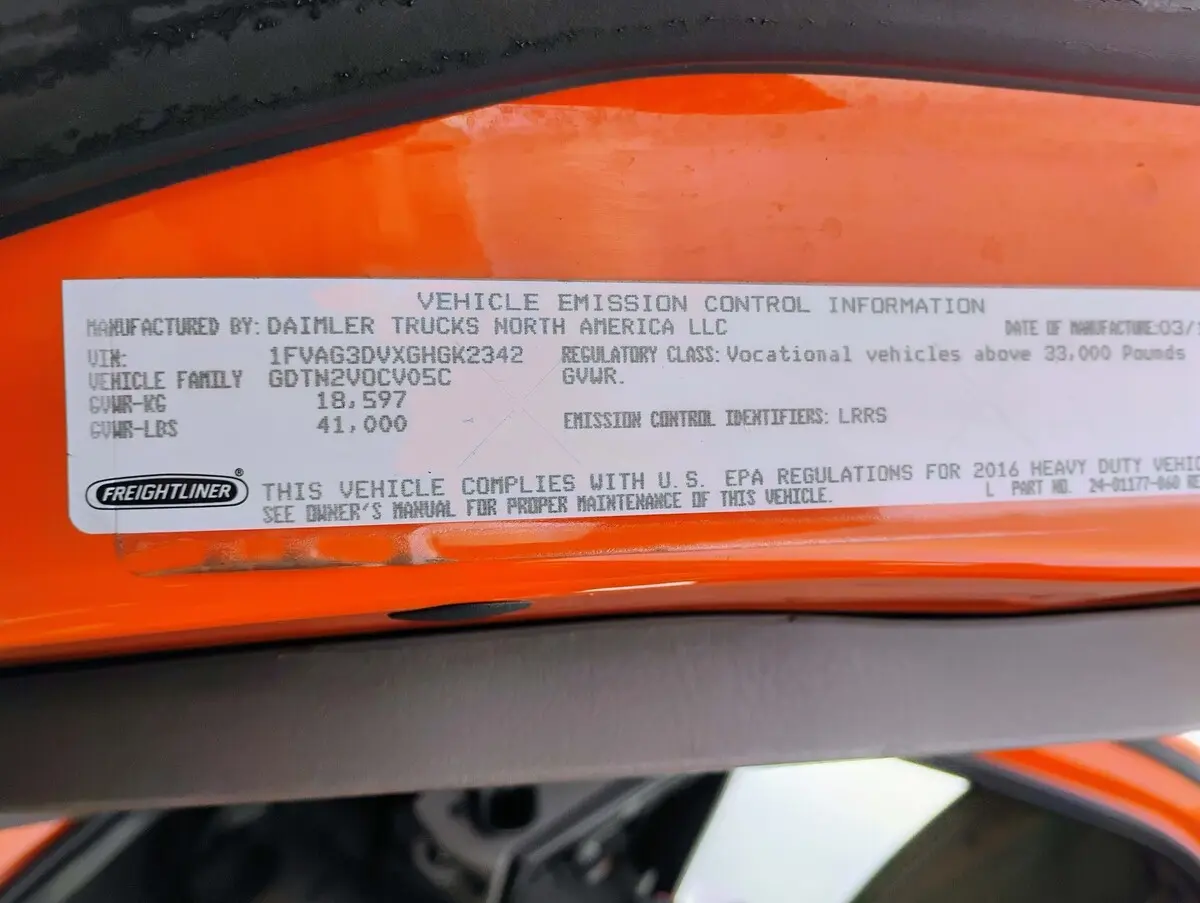 VEHICLE EMISSION CONTROL INFORMATION
MANUFACTURED BY: DAIMLER TRUCKS NORTH AMERICA LLC DATE OF MANUFACTURE:03/
VIN: 1FVAG3DVXGHGK2342 REGULATORY CLASS: Vocational vehicles above 33,000 Pounds
VEHICLE FAMILY GDTN2VOCV05C GVWR.
GVWR-KG 18,597
GVWR-LBS 41,000 EMISSION CONTROL IDENTIFIERS: LRRS
FREIGHTLINER ® THIS VEHICLE COMPLIES WITH U.S. EPA REGULATIONS FOR 2016 HEAVY DUTY VEHIC
SEE OWNER'S MANUAL FOR PROPER MAINTENANCE OF THIS VEHICLE. L PART NO. 24-01177-060 RE